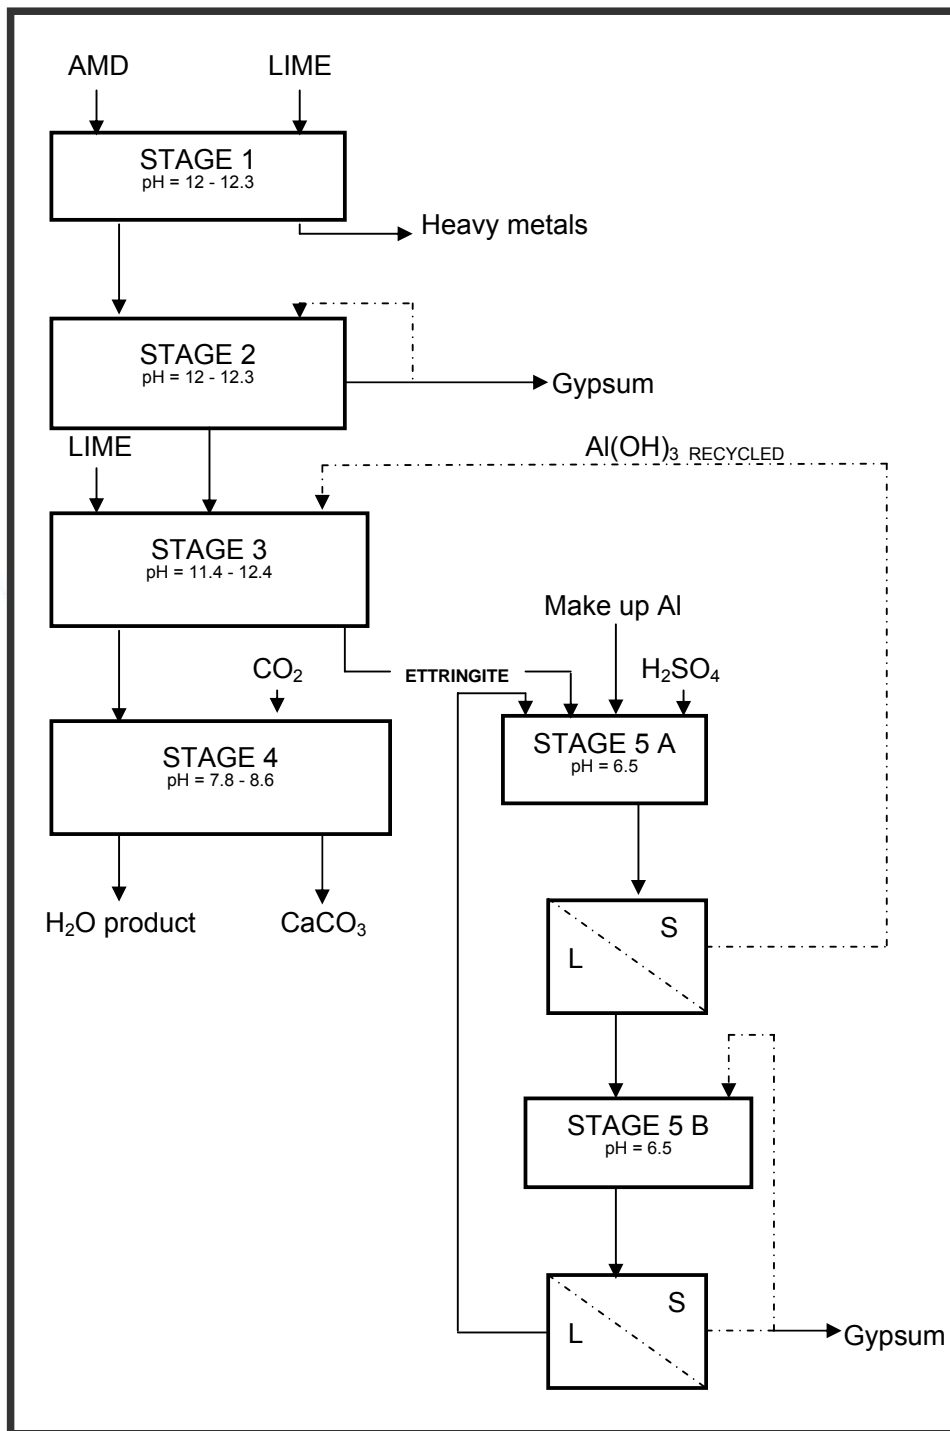 AMD LIME
STAGE 1
pH = 12 - 12.3
Heavy metals
STAGE 2
pH = 12 - 12.3
Gypsum
LIME
Al(OH)₃ RECYCLED
STAGE 3
pH = 11.4 - 12.4
Make up Al
CO₂
ETTRINGITE
H₂SO₄
STAGE 4
pH = 7.8 - 8.6
STAGE 5 A
pH = 6.5
H₂O product
CaCO₃
S
L
STAGE 5 B
pH = 6.5
S
L
Gypsum